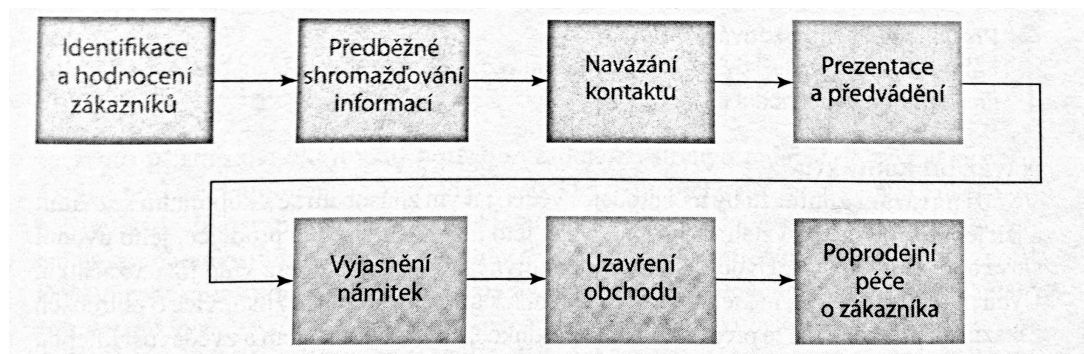 Identifikace
a hodnocení
zákazníků
Předběžné
shromažďování
informací
Navázání
kontaktu
Prezentace
a předvádění
Vyjasnění
námitek
Uzavření
obchodu
Poprodejní
péče
o zákazníka